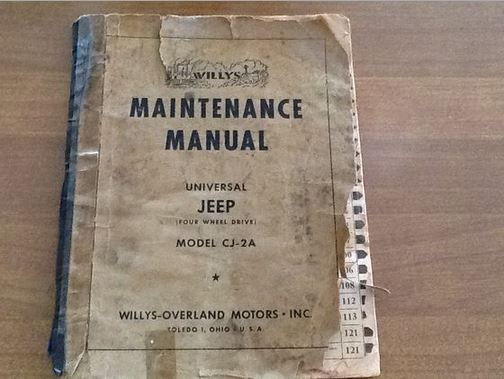 WILLYS
MAINTENANCE
MANUAL
UNIVERSAL
JEEP
(FOUR WHEEL DRIVE)
MODEL CJ-2A
★
WILLYS-OVERLAND MOTORS • INC.
TOLEDO 1, OHIO • U.S.A.
108
112
113
121
121